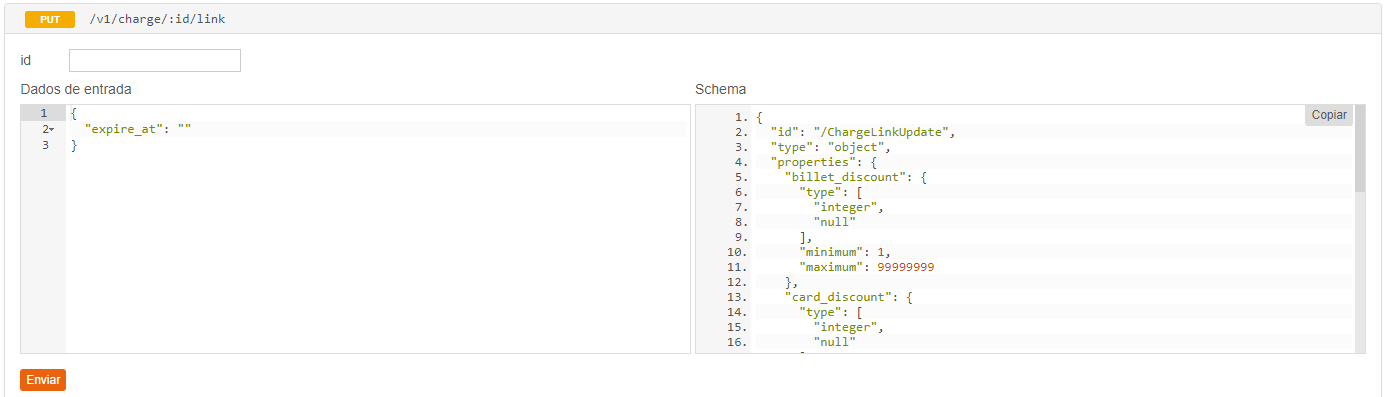 PUT /v1/charge/:id/link
id
Dados de entrada
1 {
2 "expire_at": ""
3 }
Schema
Copiar
1. {
2. "id": "/ChargeLinkUpdate",
3. "type": "object",
4. "properties": {
5. "billet_discount": {
6. "type": [
7. "integer",
8. "null"
9. ],
10. "minimum": 1,
11. "maximum": 99999999
12. },
13. "card_discount": {
14. "type": [
15. "integer",
16. "null"
Enviar